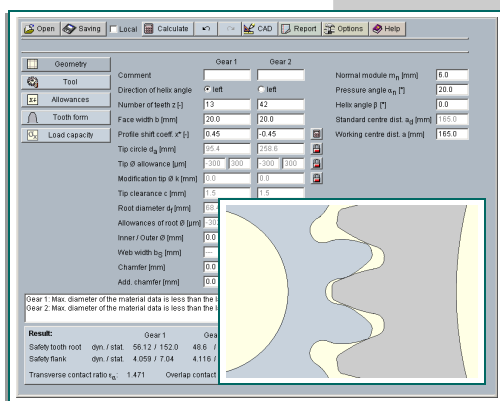 Open Saving Local Calculate CAD Report Options Help
Geometry
Tool
Allowances
Tooth form
Load capacity
Gear 1 Gear 2
Comment
Direction of helix angle left left
Number of teeth z [-] 13 42
Face width b [mm] 20.0 20.0
Profile shift coeff. x* [-] 0.45 -0.45
Tip circle da [mm] 95.4 258.6
Tip Ø allowance [µm] -300 300 -300 300
Modification tip Ø k [mm] 0.0 0.0
Tip clearance c [mm] 1.5 1.5
Root diameter df [mm] 68.4
Allowances of root Ø [µm]
Inner / Outer Ø [mm] 0.0
Web width bs [mm] ---
Chamfer [mm] 0.0
Add. chamfer [mm] 0.0
Normal module mn [mm] 6.0
Pressure angle αn [°] 20.0
Helix angle β [°] 0.0
Standard centre dist. ad [mm] 165.0
Working centre dist. a [mm] 165.0
Gear 1: Max. diameter of the material data is less than the
Gear 2: Max. diameter of the material data is less than the
Result: Gear 1 Gea
Safety tooth root dyn. / stat. 56.12 / 152.0 48.6 /
Safety flank dyn. / stat. 4.059 / 7.04 4.116 /
Transverse contact ratio εα: 1.471 Overlap contact